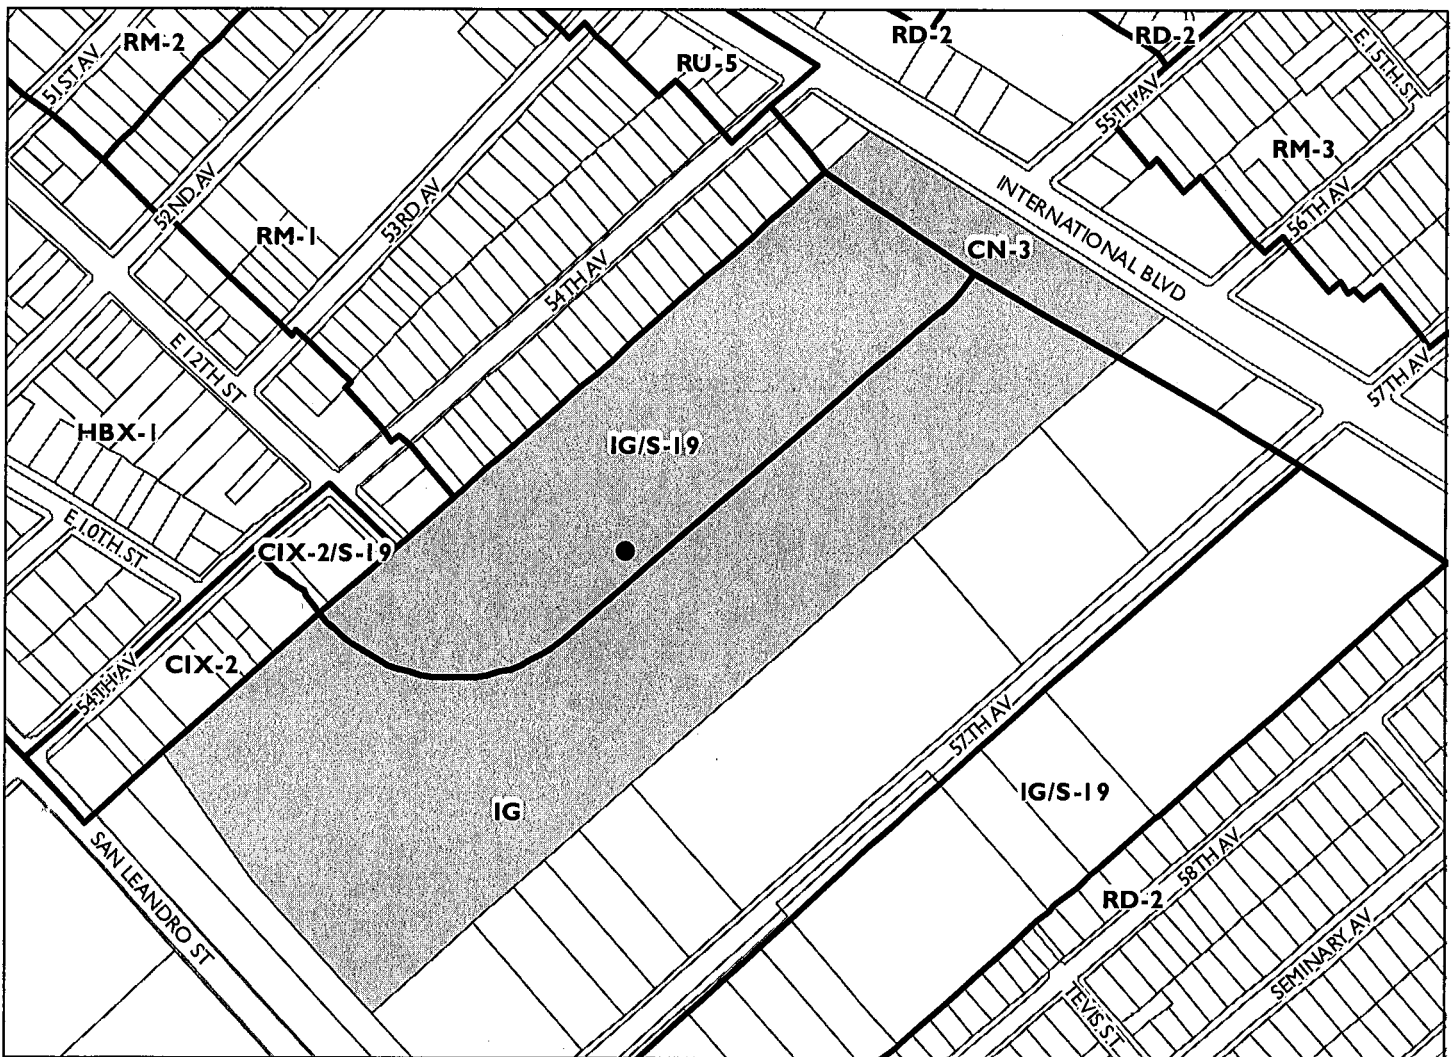 RM-2
RD-2
RD-2
E 15TH ST
RU-5
51ST AV
55TH AV
RM-3
52ND AV
53RD AV
56TH AV
RM-1
INTERNATIONAL BLVD
CN-3
54TH AV
E 12TH ST
57TH AV
HBX-1
IG/S-19
E 10TH ST
CIX-2/S-19
CIX-2
54TH AV
57TH AV
IG
IG/S-19
SAN LEANDRO ST
58TH AV
RD-2
SEMINARY AV
TEVIS ST